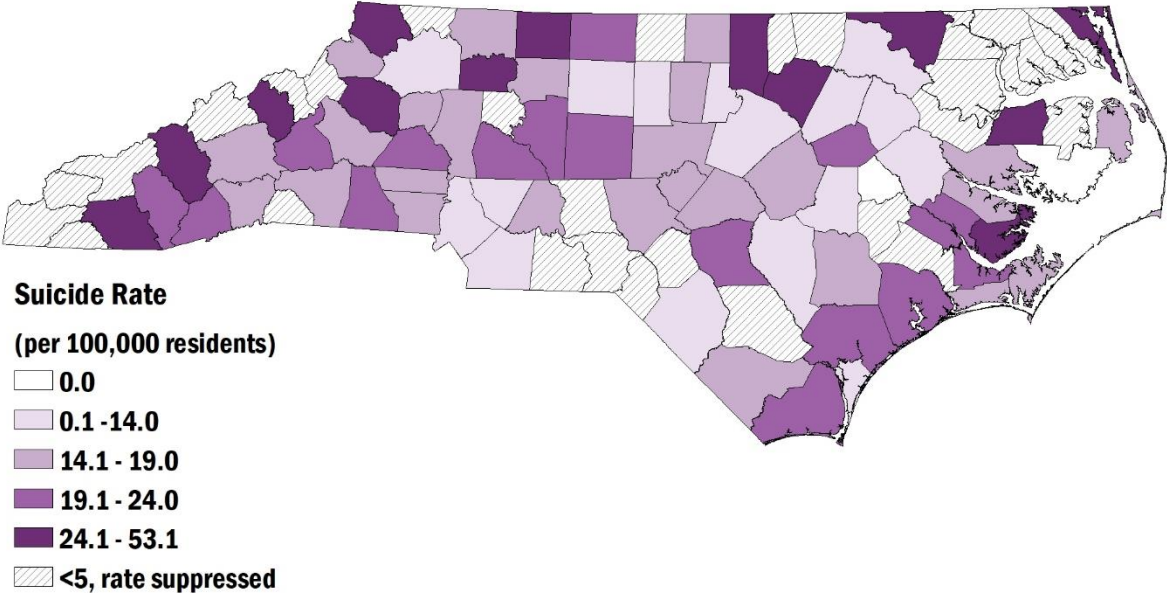 Suicide Rate
(per 100,000 residents)
0.0
0.1 -14.0
14.1 - 19.0
19.1 - 24.0
24.1 - 53.1
<5, rate suppressed